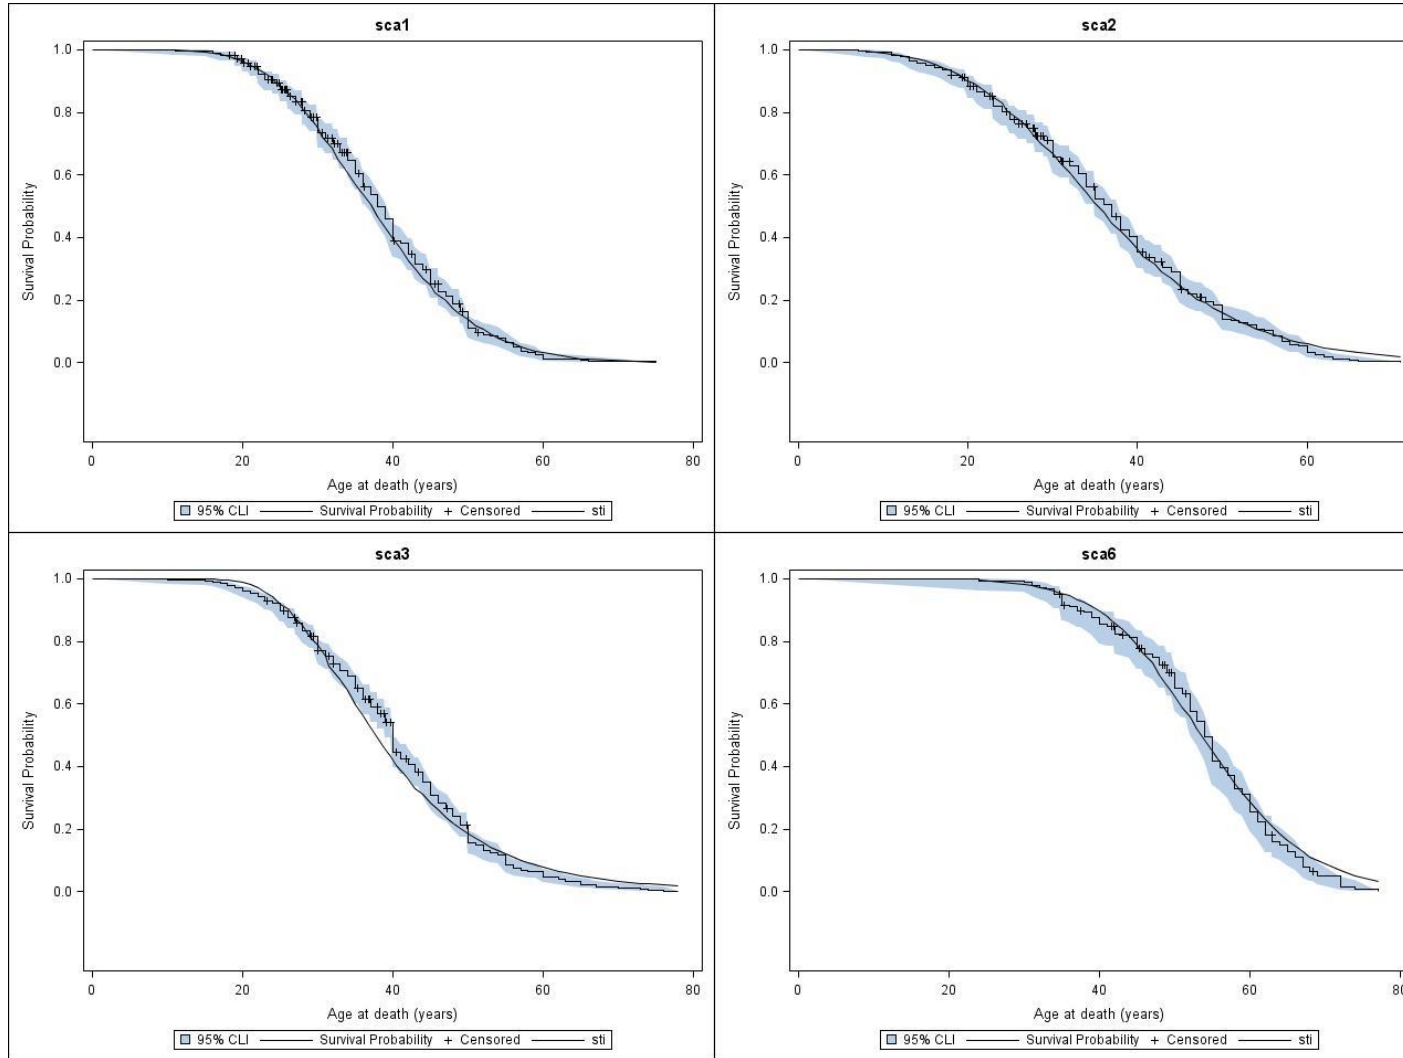 sca1
1.0
0.8
0.6
0.4
0.2
0.0
Survival Probability
0 20 40 60 80
Age at death (years)
95% CLI Survival Probability + Censored sti
sca2
1.0
0.8
0.6
0.4
0.2
0.0
Survival Probability
0 20 40 60
Age at death (years)
95% CLI Survival Probability + Censored sti
sca3
1.0
0.8
0.6
0.4
0.2
0.0
Survival Probability
0 20 40 60 80
Age at death (years)
95% CLI Survival Probability + Censored sti
sca6
1.0
0.8
0.6
0.4
0.2
0.0
Survival Probability
0 20 40 60 80
Age at death (years)
95% CLI Survival Probability + Censored sti